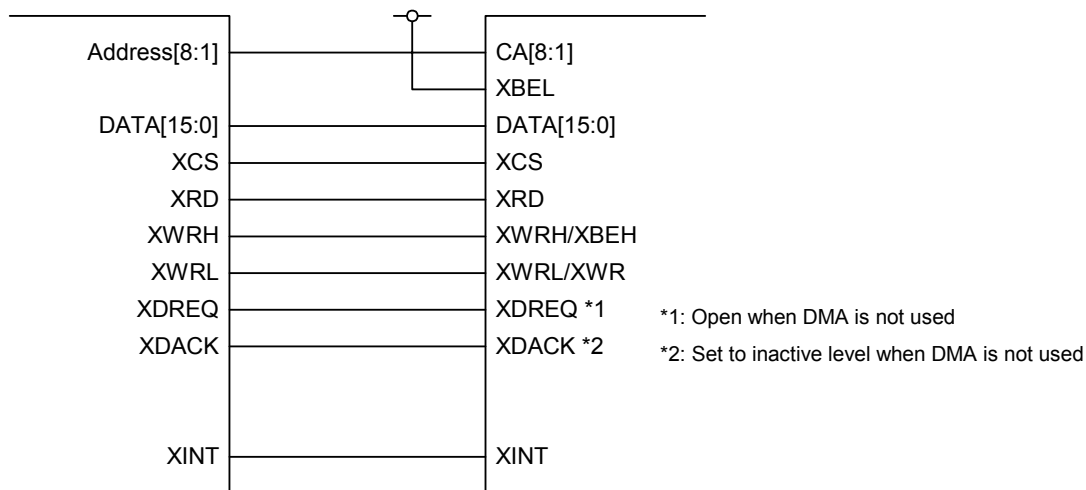 Address[8:1] CA[8:1]
XBEL
DATA[15:0] DATA[15:0]
XCS XCS
XRD XRD
XWRH XWRH/XBEH
XWRL XWRL/XWR
XDREQ XDREQ *1 *1: Open when DMA is not used
XDACK XDACK *2 *2: Set to inactive level when DMA is not used
XINT XINT